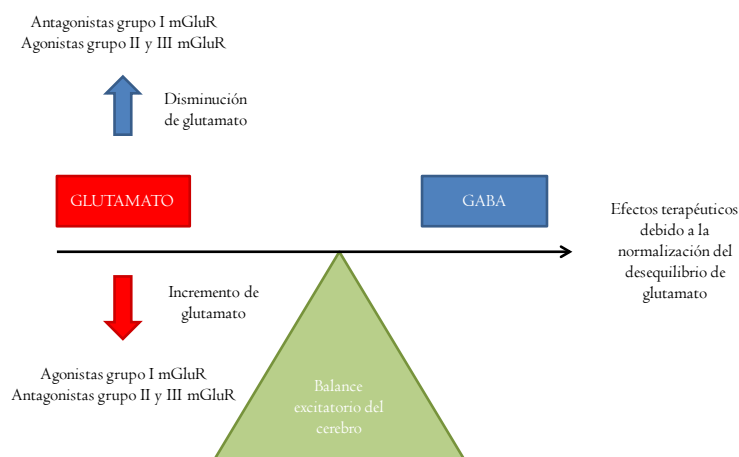 Antagonistas grupo I mGluR
Agonistas grupo II y III mGluR
Disminución
de glutamato
GLUTAMATO
GABA
Efectos terapéuticos
debido a la
normalización del
desequilibrio de
glutamato
Incremento de
glutamato
Agonistas grupo I mGluR
Antagonistas grupo II y III mGluR
Balance
excitatorio del
cerebro